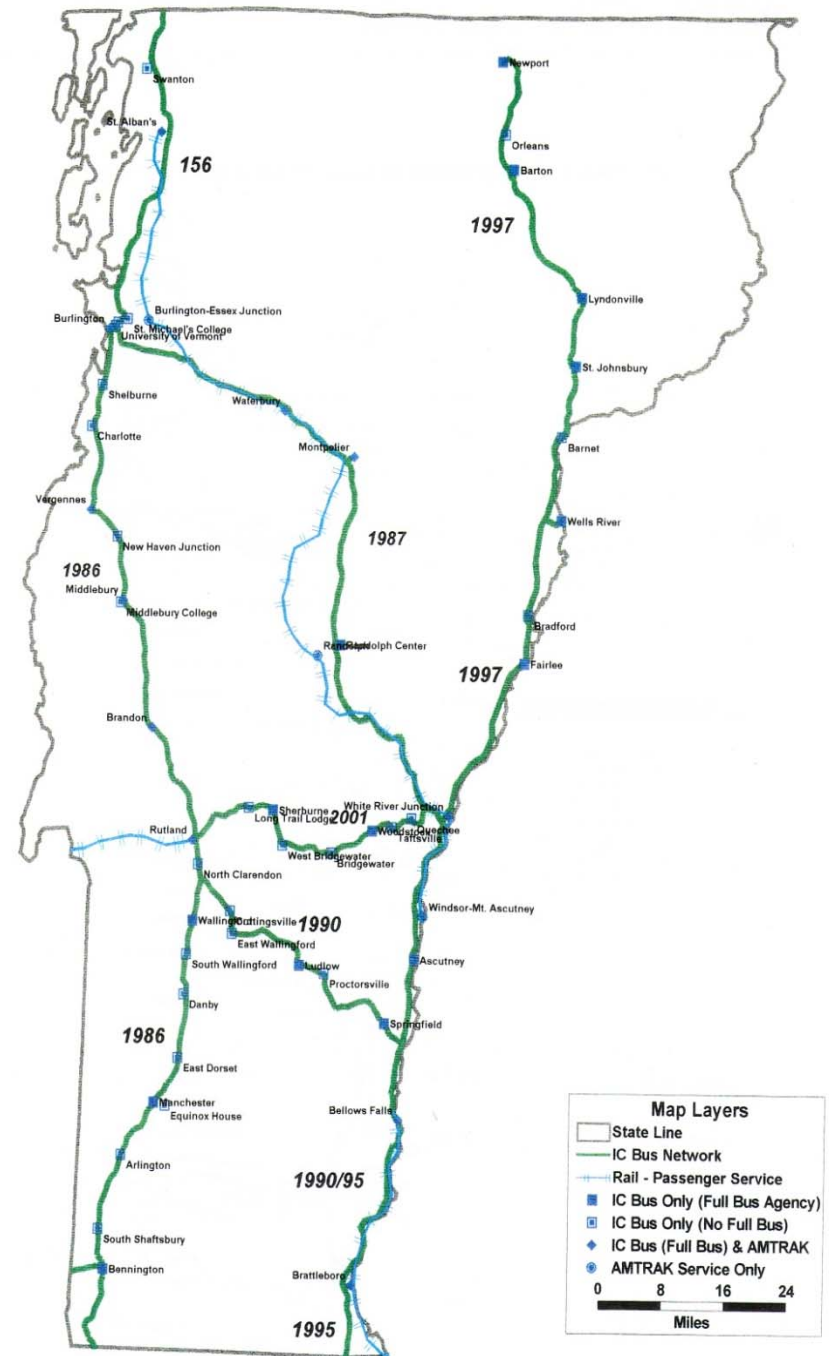 Newport
Swanton
St. Alban's
Orleans
156
Barton
1997
Lyndonville
Burlington-Essex Junction
Burlington
St. Michael's College
University of Vermont
St. Johnsbury
Shelburne
Waterbury
Charlotte
Montpelier
Barnet
Vergennes
Wells River
1987
New Haven Junction
1986
Middlebury
Middlebury College
Bradford
Randolph Center
Fairlee
1997
Brandon
White River Junction
Sherburne
Long Trail Lodge
2001
Rutland
Woodstock
Quechee
Taftsville
West Bridgewater
Bridgewater
North Clarendon
Windsor-Mt. Ascutney
Wallingford
Cuttingsville
1990
East Wallingford
South Wallingford
Ludlow
Ascutney
Proctorsville
Danby
Springfield
1986
East Dorset
Manchester
Equinox House
Bellows Falls
Arlington
1990/95
South Shaftsbury
Bennington
Brattleboro
1995
Map Layers
State Line
IC Bus Network
Rail - Passenger Service
IC Bus Only (Full Bus Agency)
IC Bus Only (No Full Bus)
IC Bus (Full Bus) & AMTRAK
AMTRAK Service Only
0 8 16 24
Miles